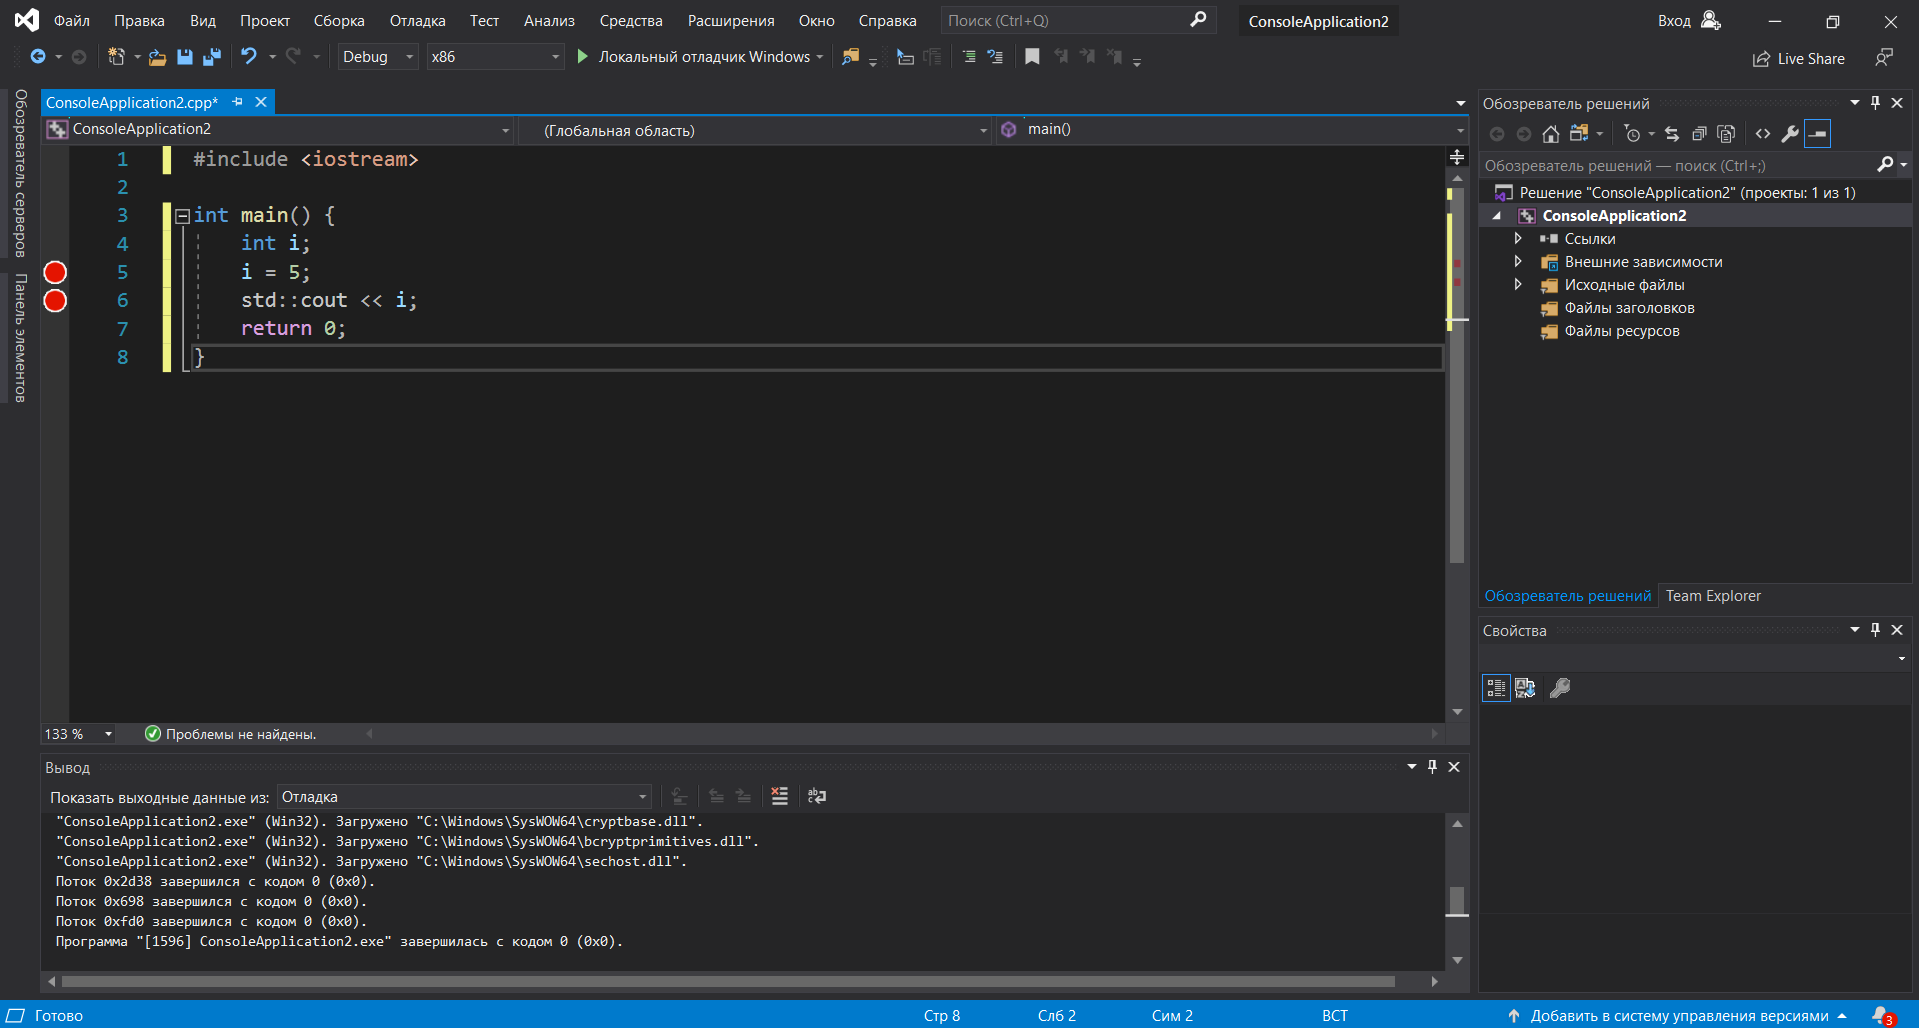 Файл Правка Вид Проект Сборка Отладка Тест Анализ Средства Расширения Окно Справка Поиск (Ctrl+Q) ConsoleApplication2 Вход
Debug x86 Локальный отладчик Windows Live Share
Обозреватель серверов
Панель элементов
ConsoleApplication2.cpp*
ConsoleApplication2 (Глобальная область) main()
1 #include <iostream>
2
3 int main() {
4 int i;
5 i = 5;
6 std::cout << i;
7 return 0;
8 }
133 % Проблемы не найдены.
Вывод
Показать выходные данные из: Отладка
"ConsoleApplication2.exe" (Win32). Загружено "C:\Windows\SysWOW64\cryptbase.dll".
"ConsoleApplication2.exe" (Win32). Загружено "C:\Windows\SysWOW64\bcryptprimitives.dll".
"ConsoleApplication2.exe" (Win32). Загружено "C:\Windows\SysWOW64\sechost.dll".
Поток 0x2d38 завершился с кодом 0 (0x0).
Поток 0x698 завершился с кодом 0 (0x0).
Поток 0xfd0 завершился с кодом 0 (0x0).
Программа "[1596] ConsoleApplication2.exe" завершилась с кодом 0 (0x0).
Обозреватель решений
Обозреватель решений — поиск (Ctrl+;)
Решение "ConsoleApplication2" (проекты: 1 из 1)
ConsoleApplication2
Ссылки
Внешние зависимости
Исходные файлы
Файлы заголовков
Файлы ресурсов
Обозреватель решений Team Explorer
Свойства
Готово Стр 8 Слб 2 Сим 2 ВСТ Добавить в систему управления версиями 3